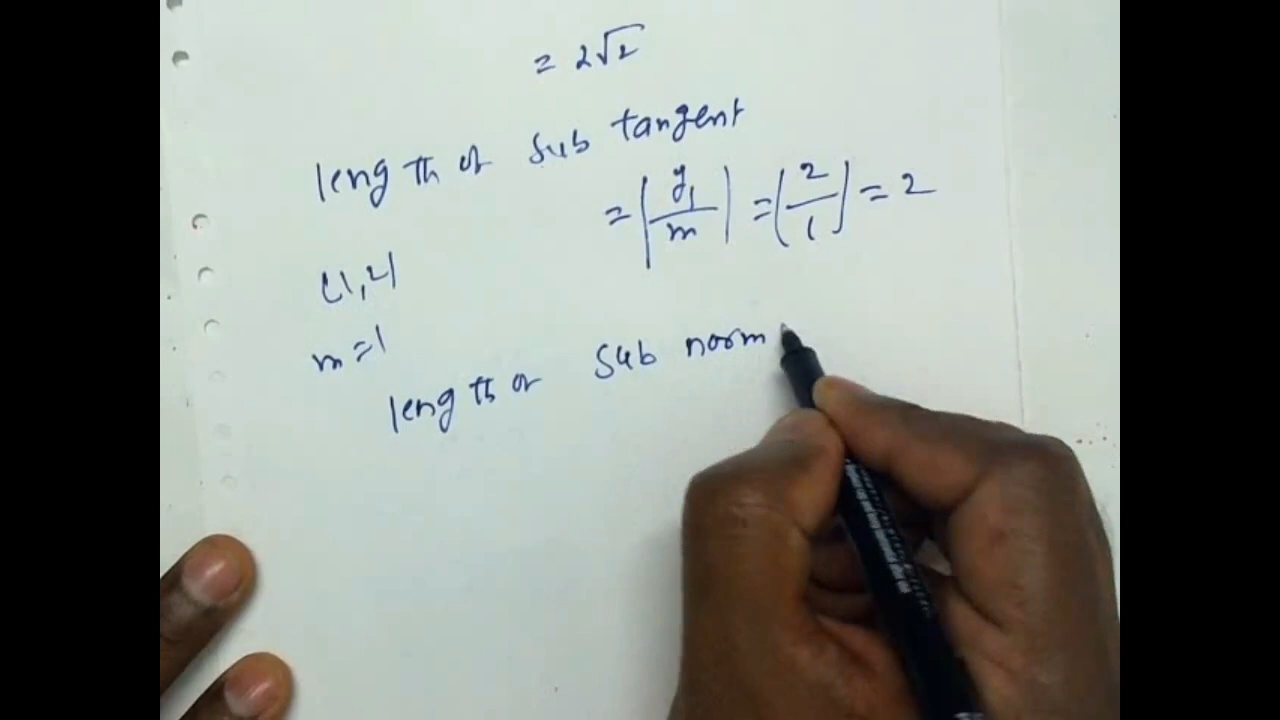 = 2√2
length of sub tangent
= |y₁/m| = |2/1| = 2
(1,2)
m=1
length of sub norm